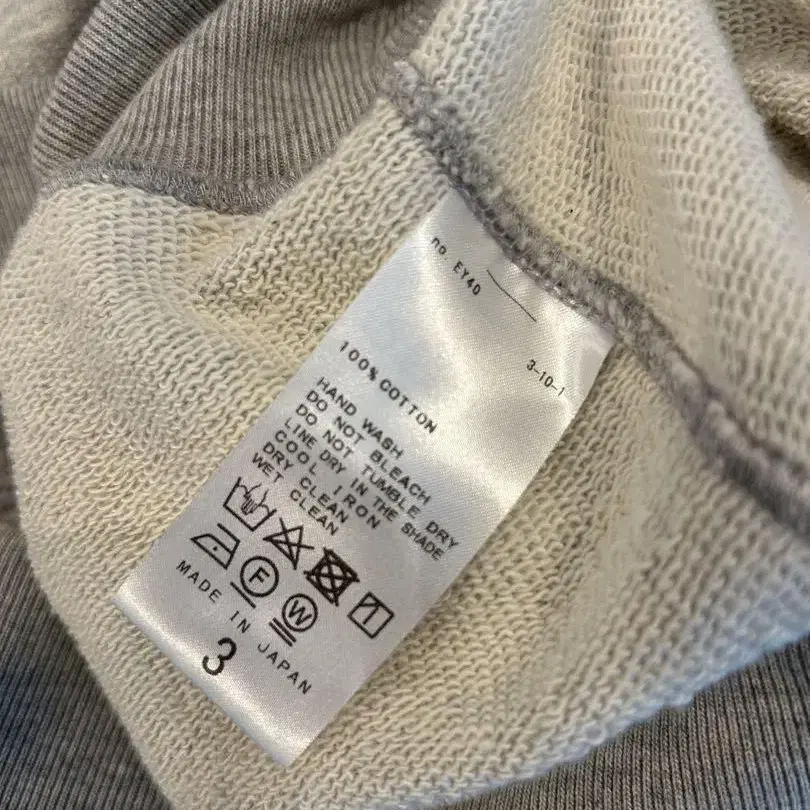 no. EY40
3-10-1
100% COTTON
HAND WASH
DO NOT BLEACH
DO NOT TUMBLE DRY
LINE DRY IN THE SHADE
COOL IRON
DRY CLEAN
WET CLEAN
F W
MADE IN JAPAN
3